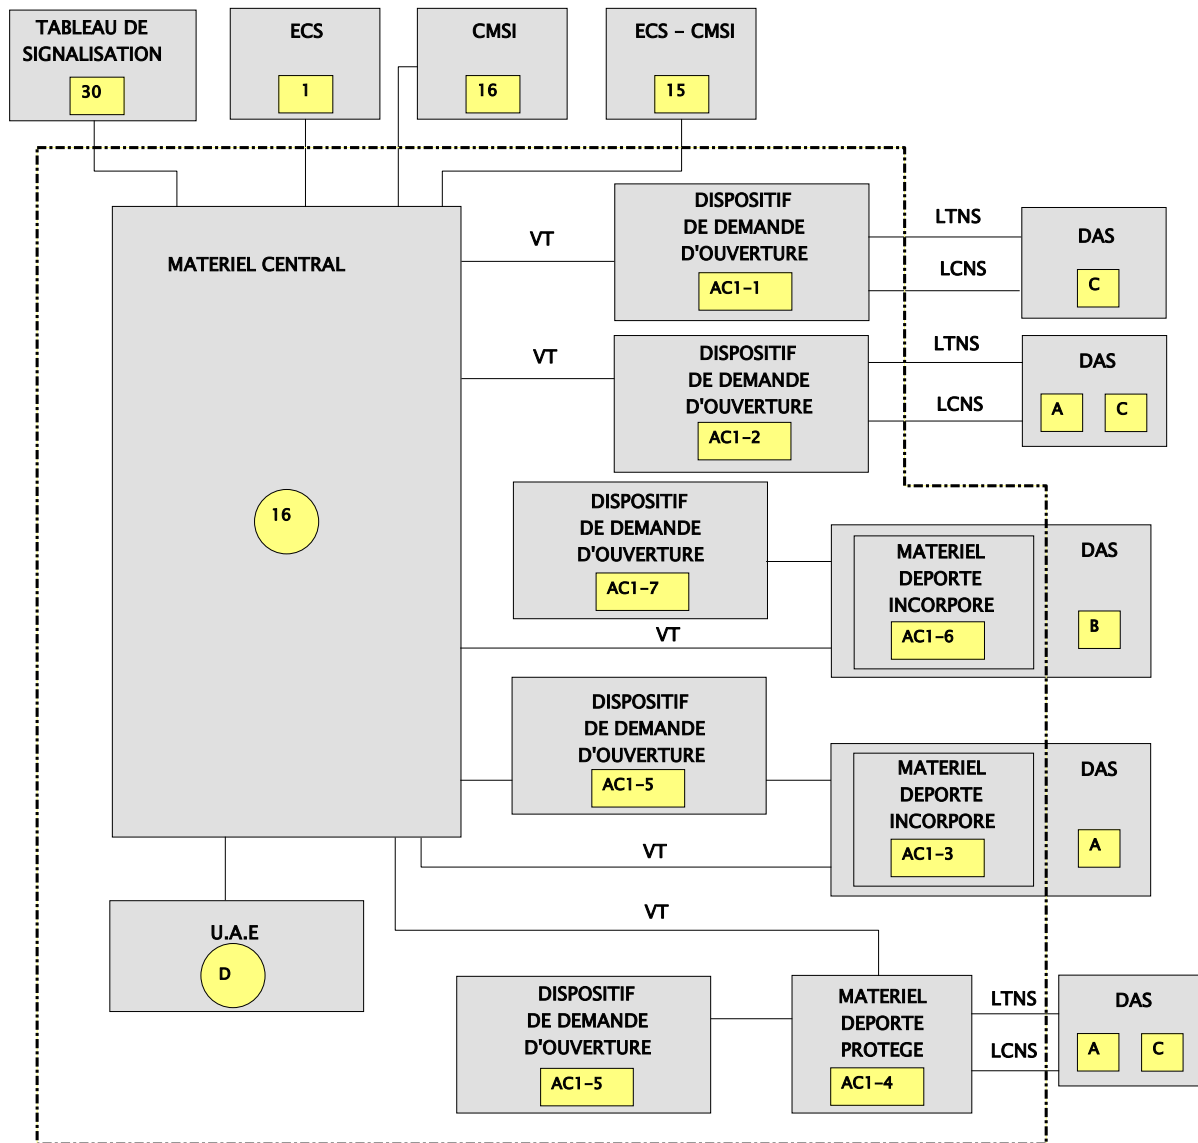 TABLEAU DE
SIGNALISATION
30
ECS
1
CMSI
16
ECS – CMSI
15
MATERIEL CENTRAL
16
VT
DISPOSITIF
DE DEMANDE
D'OUVERTURE
AC1–1
LTNS
LCNS
DAS
C
VT
DISPOSITIF
DE DEMANDE
D'OUVERTURE
AC1–2
LTNS
LCNS
DAS
A C
DISPOSITIF
DE DEMANDE
D'OUVERTURE
AC1–7
VT
MATERIEL
DEPORTE
INCORPORE
AC1–6
DAS
B
DISPOSITIF
DE DEMANDE
D'OUVERTURE
AC1–5
VT
MATERIEL
DEPORTE
INCORPORE
AC1–3
DAS
A
U.A.E
D
VT
DISPOSITIF
DE DEMANDE
D'OUVERTURE
AC1–5
MATERIEL
DEPORTE
PROTEGE
AC1–4
LTNS
LCNS
DAS
A C